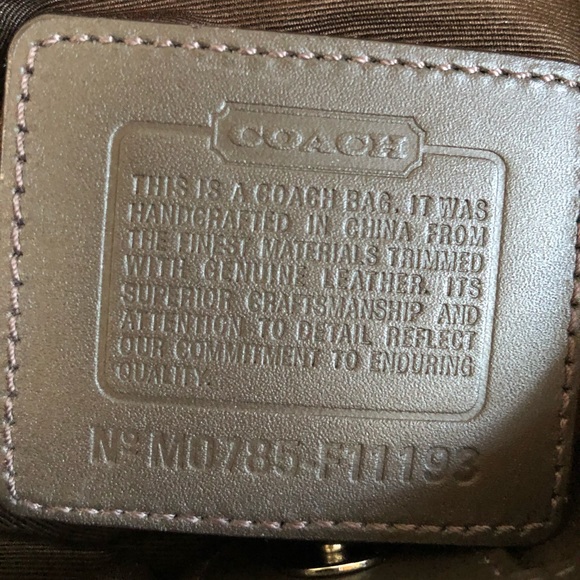 COACH
THIS IS A COACH BAG. IT WAS
HANDCRAFTED IN CHINA FROM
THE FINEST MATERIALS TRIMMED
WITH GENUINE LEATHER. ITS
SUPERIOR CRAFTSMANSHIP AND
ATTENTION TO DETAIL REFLECT
OUR COMMITMENT TO ENDURING
QUALITY.
Nº M0785-F11193